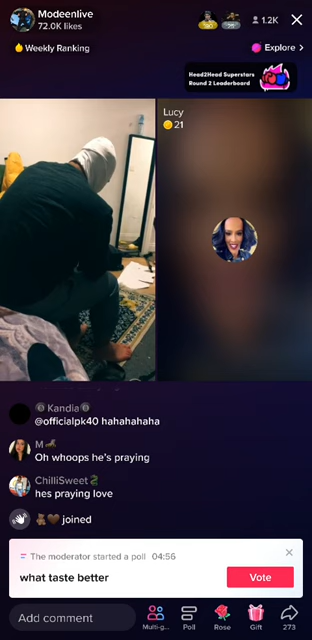 Modeenlive
72.0K likes
1.2K
Weekly Ranking
Explore >
Head2Head Superstars
Round 2 Leaderboard
Lucy
21
Kandia
@officialpk40 hahahahaha
M
Oh whoops he's praying
ChilliSweet
hes praying love
joined
The moderator started a poll 04:56
what taste better
Vote
Add comment
Multi-g...
Poll
Rose
Gift
273